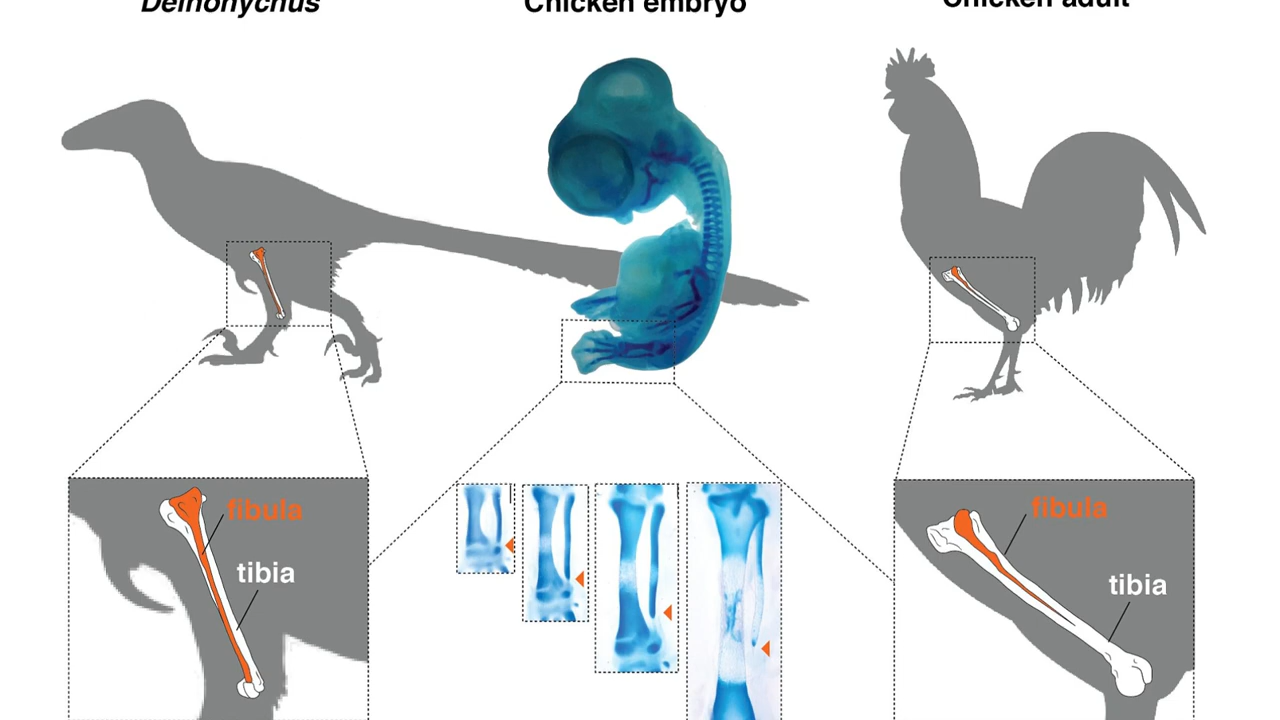 Deinonychus
Chicken embryo
Chicken adult
fibula
tibia
fibula
tibia